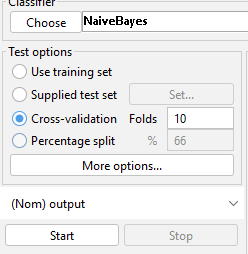 Classifier
Choose NaiveBayes
Test options
Use training set
Supplied test set Set...
Cross-validation Folds 10
Percentage split % 66
More options...
(Nom) output
Start Stop